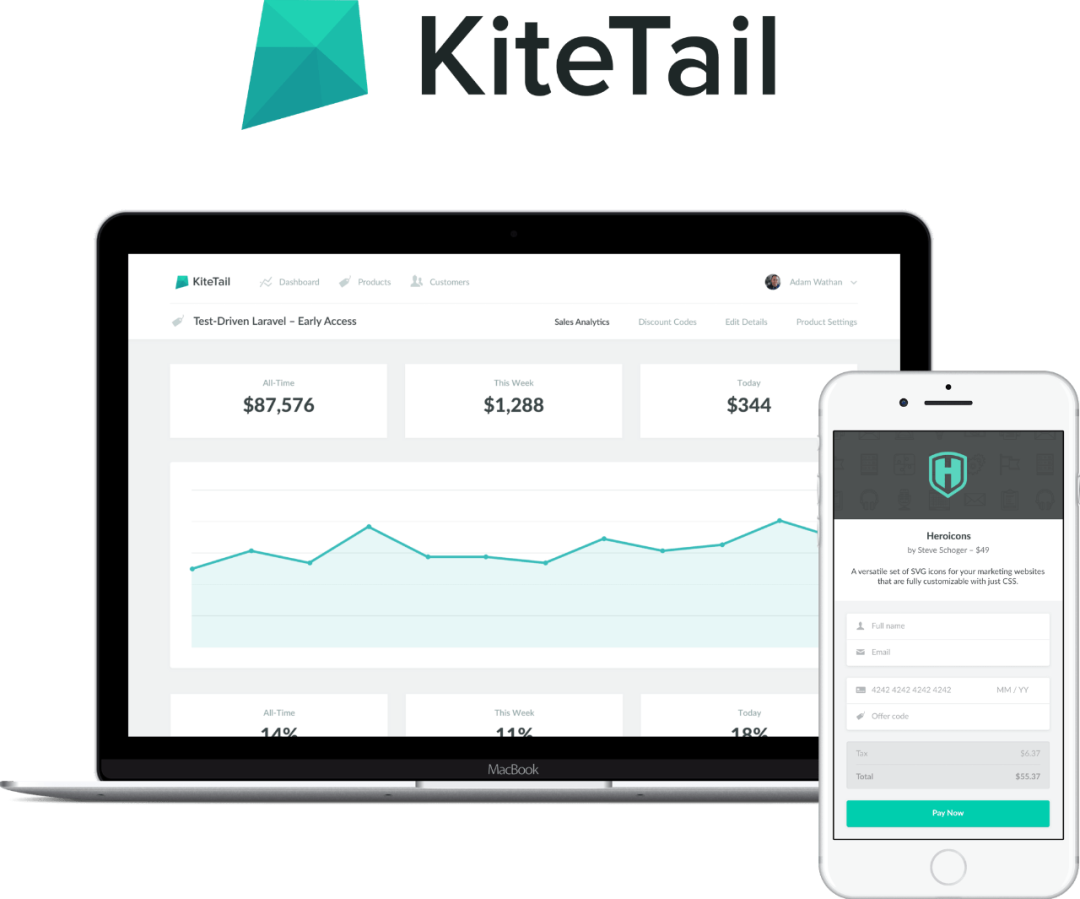 KiteTail
KiteTail Dashboard Products Customers Adam Wathan
Test-Driven Laravel – Early Access Sales Analytics Discount Codes Edit Details Product Settings
All-Time This Week Today
$87,576 $1,288 $344
All-Time This Week Today
14% 11% 18%
MacBook
H
Heroicons
by Steve Schoger – $49
A versatile set of SVG icons for your marketing websites
that are fully customizable with just CSS.
Full name
Email
4242 4242 4242 4242 MM / YY
Offer code
Tax $6.37
Total $55.37
Pay Now